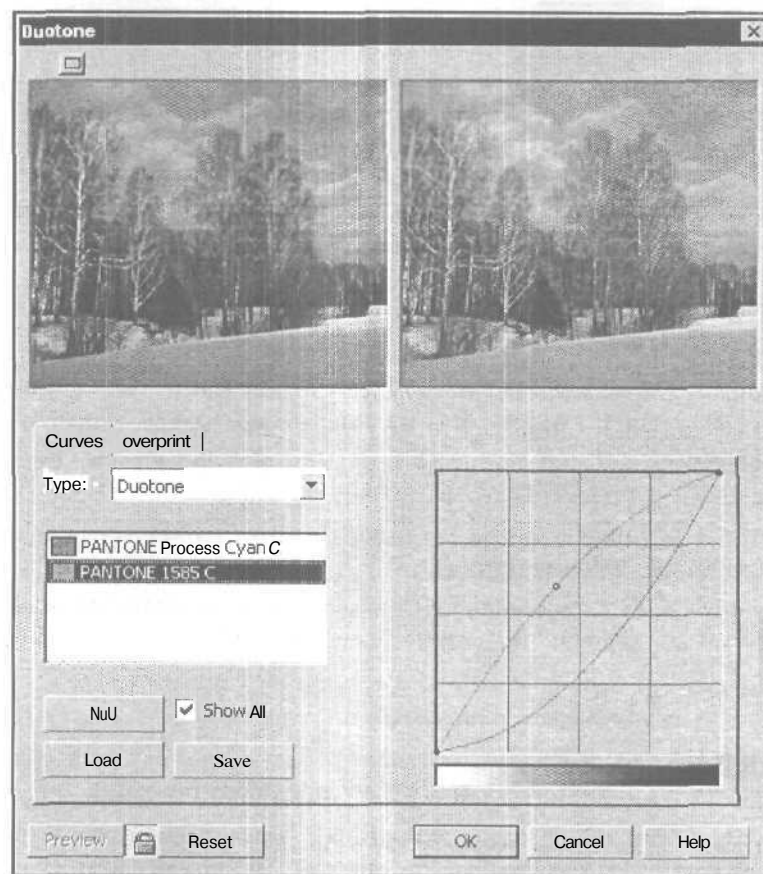 Duotone
Curves overprint
Type: Duotone
PANTONE Process Cyan C
PANTONE 1585 C
NuU
Show All
Load
Save
Preview
Reset
OK
Cancel
Help